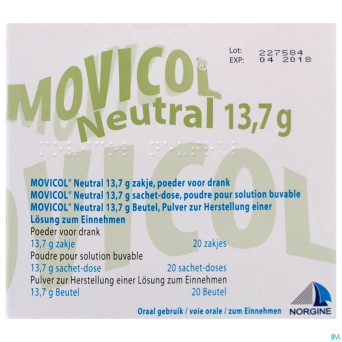 Lot: 227584
EXP: 04 2018
MOVICOL®
Neutral 13,7 g
MOVICOL
MOVICOL® Neutral 13,7 g zakje, poeder voor drank
MOVICOL® Neutral 13,7 g sachet-dose, poudre pour solution buvable
MOVICOL® Neutral 13,7 g Beutel, Pulver zur Herstellung einer
Lösung zum Einnehmen
Poeder voor drank
13,7 g zakje 20 zakjes
Poudre pour solution buvable
13,7 g sachet-dose 20 sachet-doses
Pulver zur Herstellung einer Lösung zum Einnehmen
13,7 g Beutel 20 Beutel
Oraal gebruik / voie orale / zum Einnehmen
NORGINE